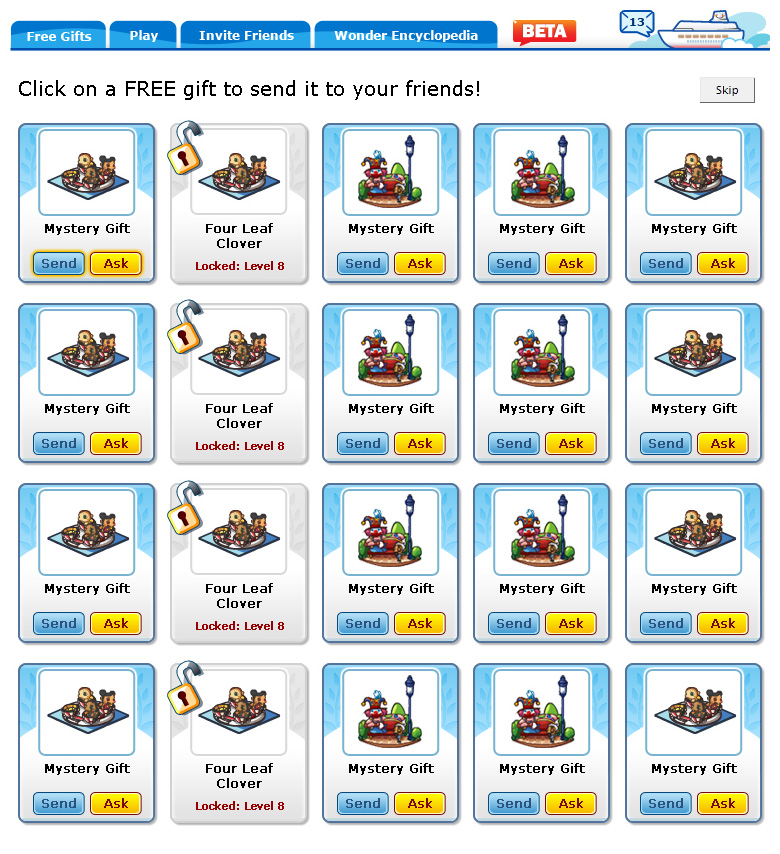 Free Gifts Play Invite Friends Wonder Encyclopedia BETA 13
Click on a FREE gift to send it to your friends! Skip
Mystery Gift Four Leaf Mystery Gift Mystery Gift Mystery Gift
Clover
Send Ask Locked: Level 8 Send Ask Send Ask Send Ask
Mystery Gift Four Leaf Mystery Gift Mystery Gift Mystery Gift
Clover
Send Ask Locked: Level 8 Send Ask Send Ask Send Ask
Mystery Gift Four Leaf Mystery Gift Mystery Gift Mystery Gift
Clover
Send Ask Locked: Level 8 Send Ask Send Ask Send Ask
Mystery Gift Four Leaf Mystery Gift Mystery Gift Mystery Gift
Clover
Send Ask Locked: Level 8 Send Ask Send Ask Send Ask